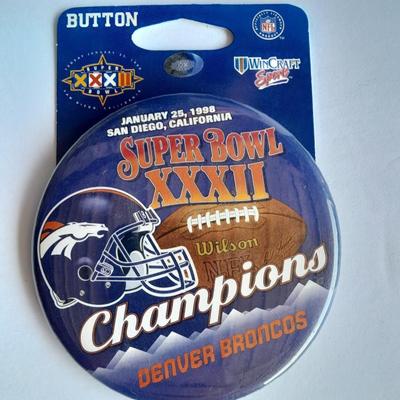 BUTTON
NFL
SUPER
XXXII
BOWL
WINCRAFT
Sports
JANUARY 25, 1998
SAN DIEGO, CALIFORNIA
SUPER BOWL
XXXII
Wilson
NFL
Champions
DENVER BRONCOS